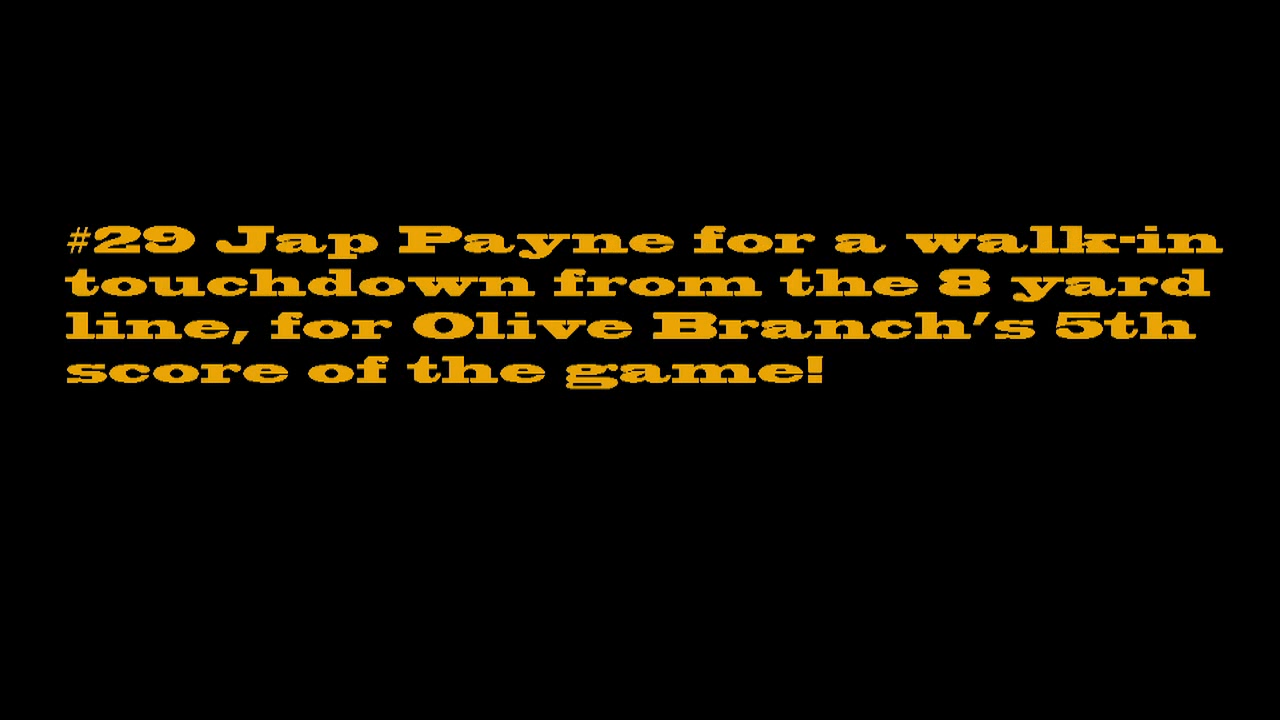 #29 Jap Payne for a walk-in
touchdown from the 8 yard
line, for Olive Branch's 5th
score of the game!